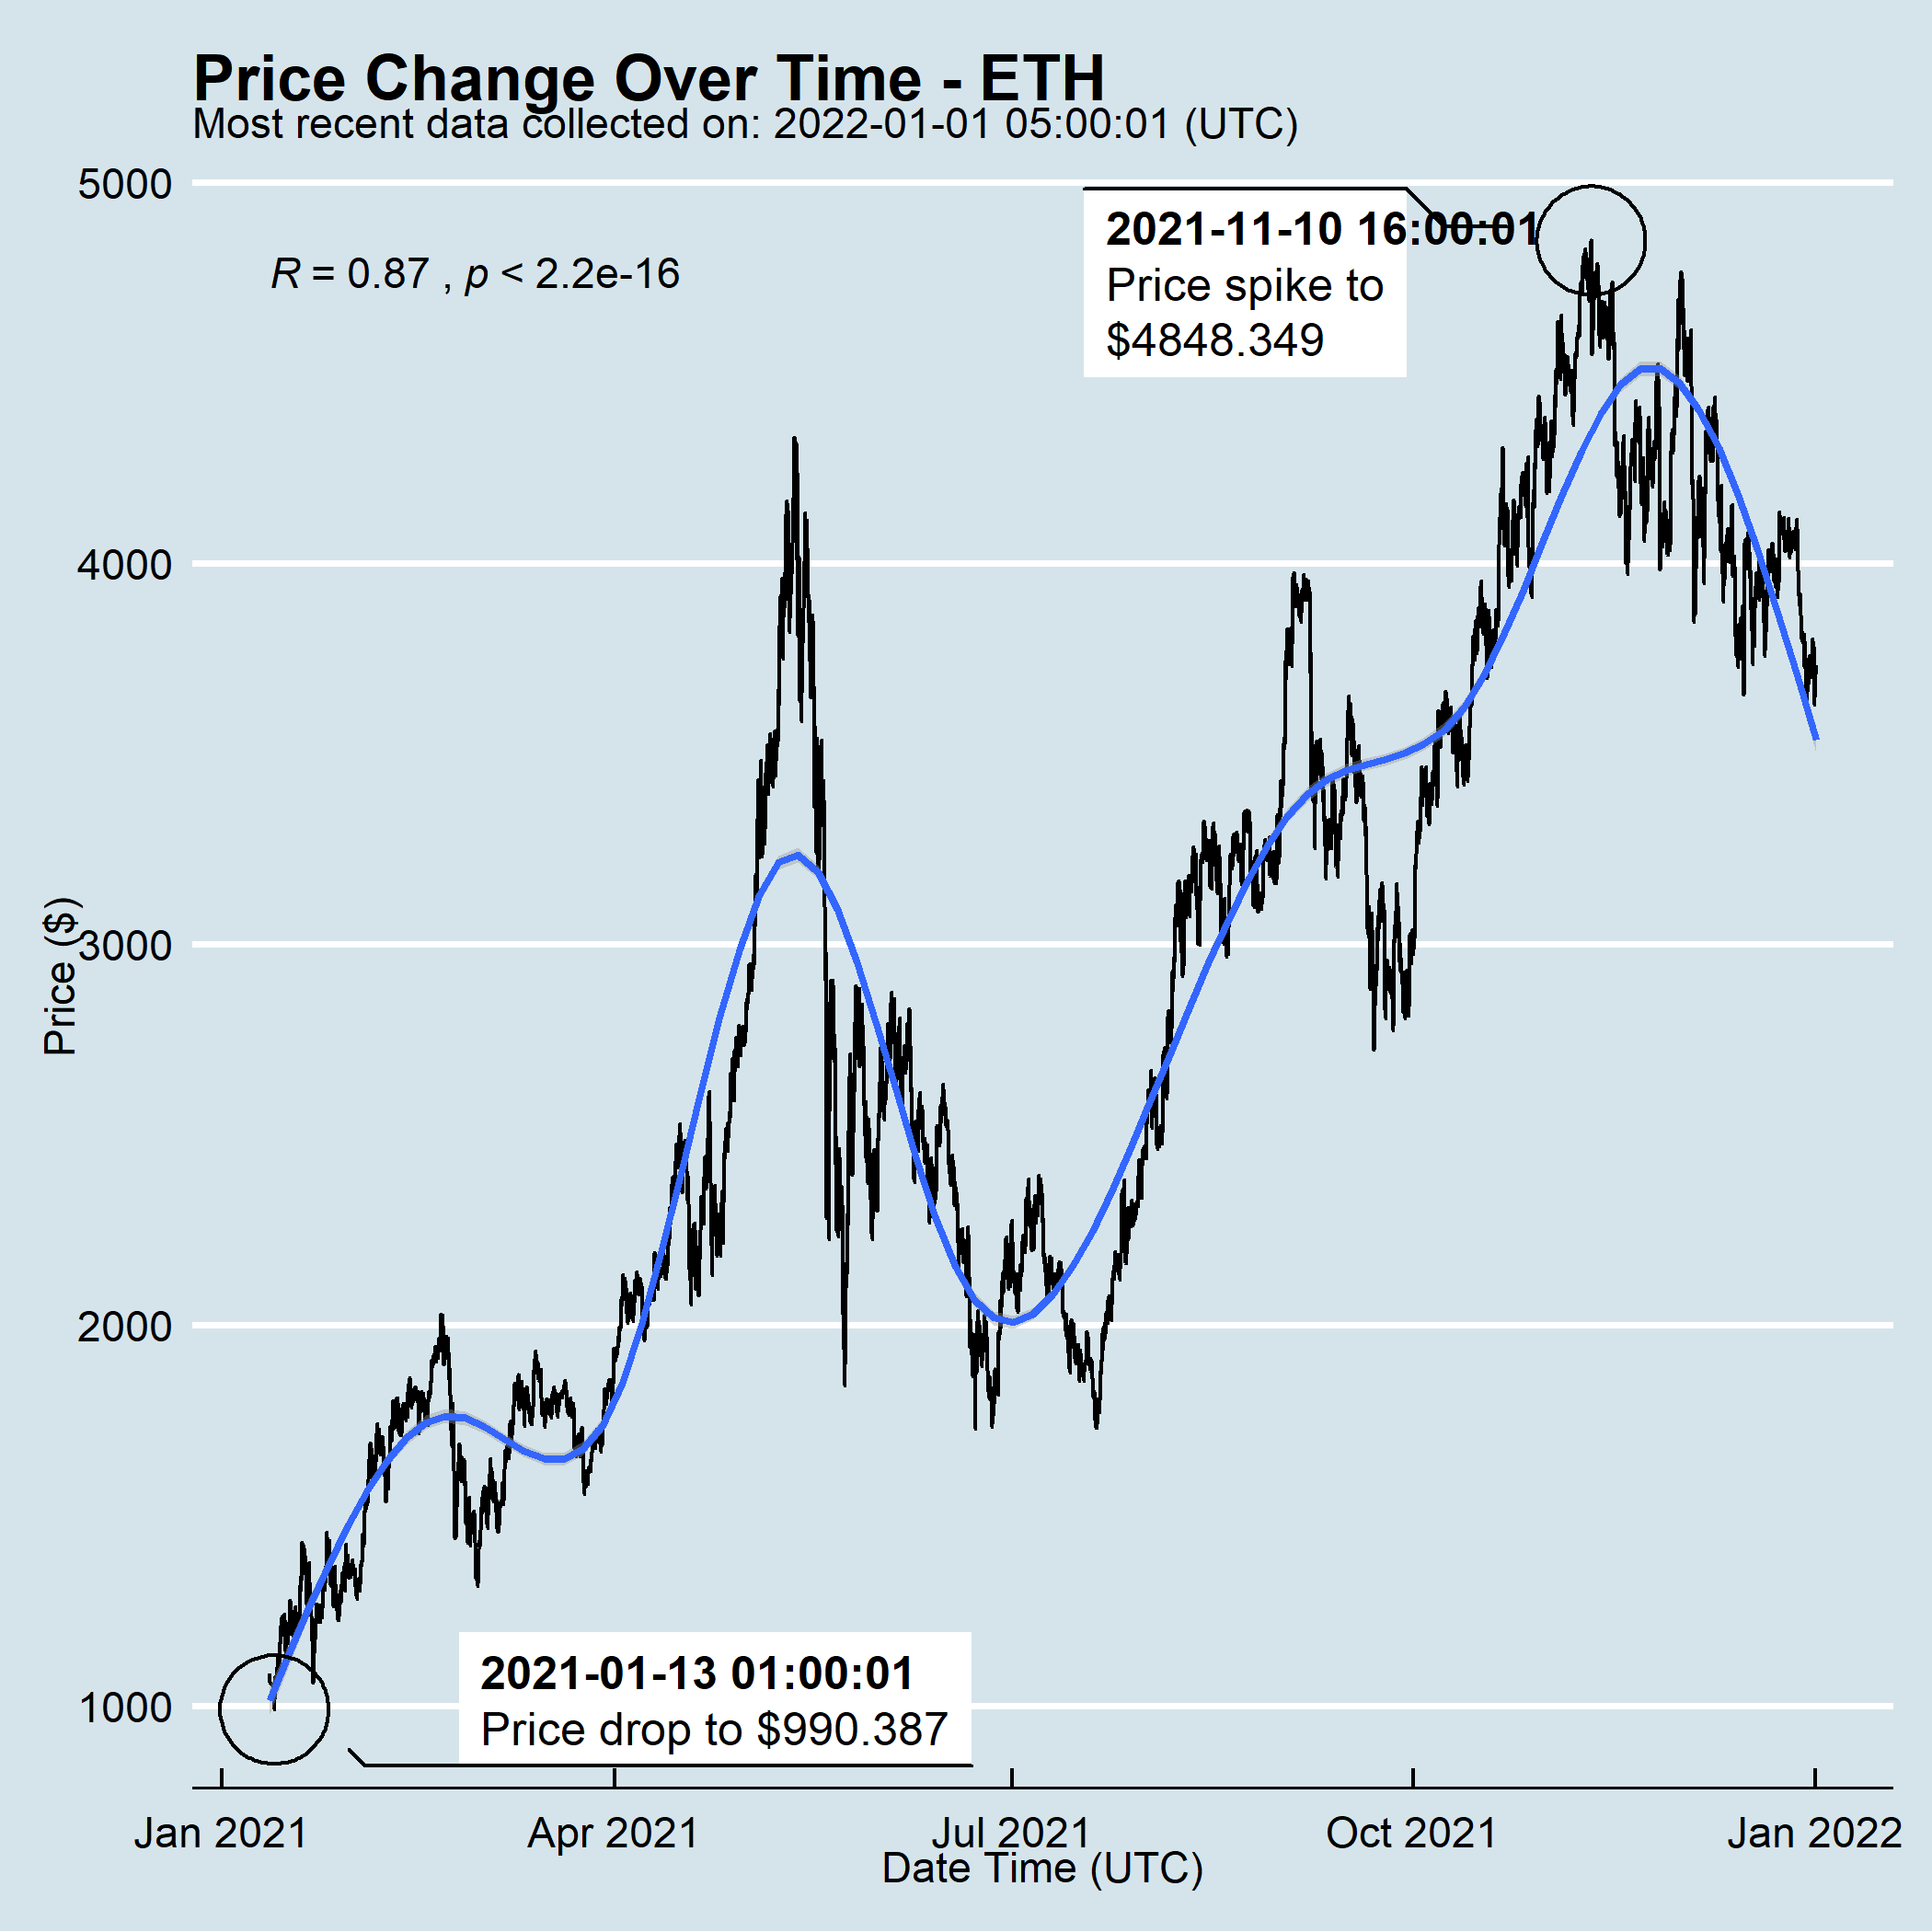 Price Change Over Time - ETH
Most recent data collected on: 2022-01-01 05:00:01 (UTC)
5000
2021-11-10 16:00:01
Price spike to
$4848.349
R = 0.87 , p < 2.2e-16
4000
3000
Price ($)
2000
1000
2021-01-13 01:00:01
Price drop to $990.387
Jan 2021
Apr 2021
Jul 2021
Oct 2021
Jan 2022
Date Time (UTC)